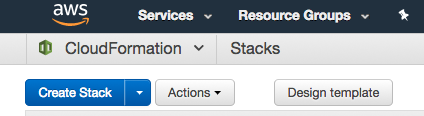 aws Services Resource Groups
CloudFormation Stacks
Create Stack Actions Design template